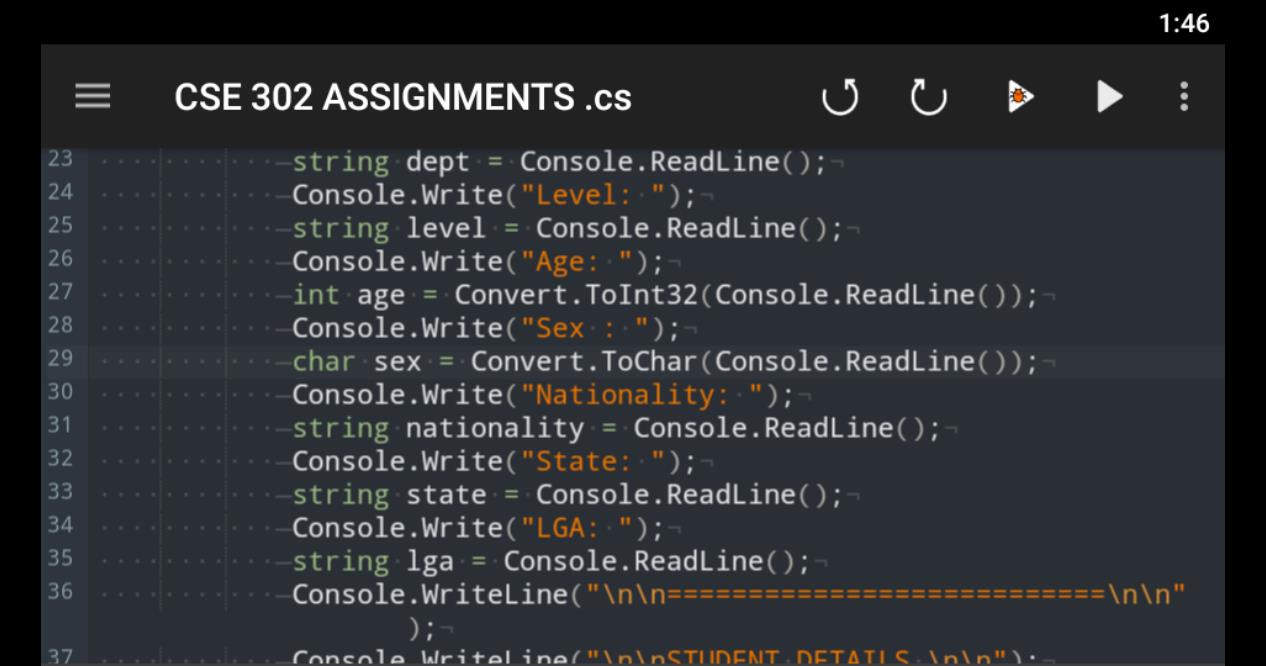 1:46
CSE 302 ASSIGNMENTS .cs
23 string dept = Console.ReadLine();
24 Console.Write("Level: ");
25 string level = Console.ReadLine();
26 Console.Write("Age: ");
27 int age = Convert.ToInt32(Console.ReadLine());
28 Console.Write("Sex : ");
29 char sex = Convert.ToChar(Console.ReadLine());
30 Console.Write("Nationality: ");
31 string nationality = Console.ReadLine();
32 Console.Write("State: ");
33 string state = Console.ReadLine();
34 Console.Write("LGA: ");
35 string lga = Console.ReadLine();
36 Console.WriteLine("\n\n===========================\n\n"
);
37 Console.WriteLine("\n\nSTUDENT DETAILS \n\n");